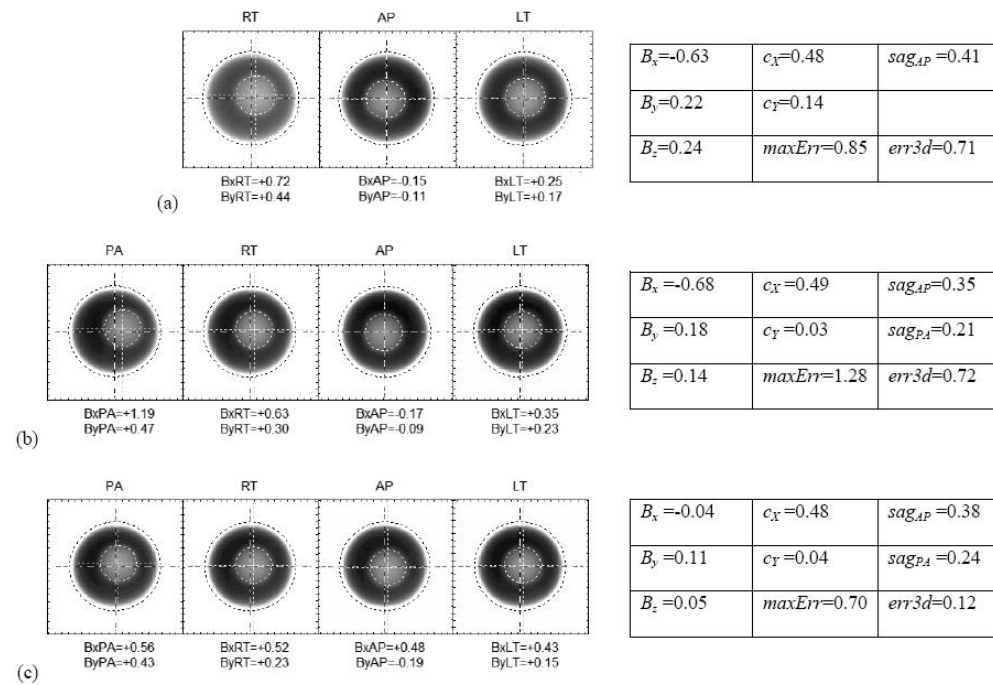 RT AP LT
BxRT=+0.72 BxAP=-0.15 BxLT=+0.25
ByRT=+0.44 ByAP=-0.11 ByLT=+0.17
(a)
Bx=-0.63 cX=0.48 sagAP =0.41
By=0.22 cY=0.14
Bz=0.24 maxErr=0.85 err3d=0.71
PA RT AP LT
BxPA=+1.19 BxRT=+0.63 BxAP=-0.17 BxLT=+0.35
ByPA=+0.47 ByRT=+0.30 ByAP=-0.09 ByLT=+0.23
(b)
Bx =-0.68 cX=0.49 sagAP=0.35
By =0.18 cY =0.03 sagPA=0.21
Bz =0.14 maxErr=1.28 err3d=0.72
PA RT AP LT
BxPA=+0.56 BxRT=+0.52 BxAP=+0.48 BxLT=+0.43
ByPA=+0.43 ByRT=+0.23 ByAP=-0.19 ByLT=+0.15
(c)
Bx =-0.04 cX=0.48 sagAP=0.38
By =0.11 cY =0.04 sagPA=0.24
Bz =0.05 maxErr=0.70 err3d=0.12